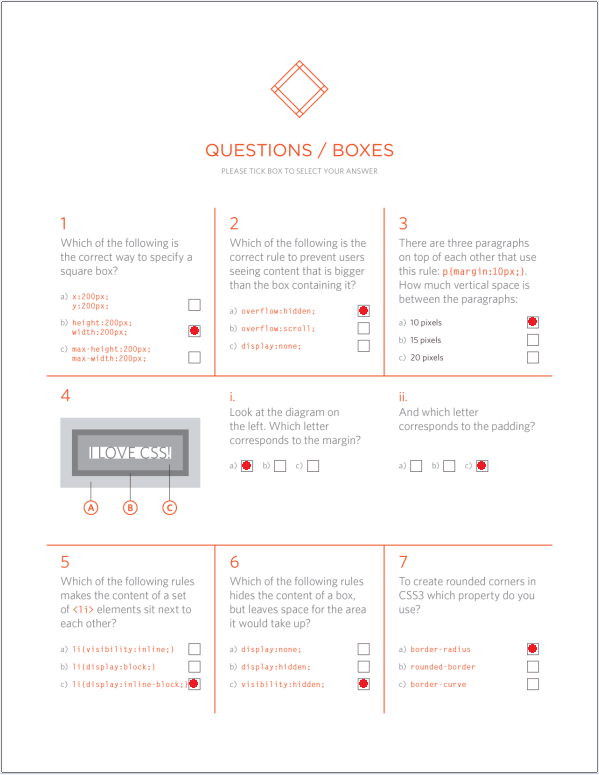 QUESTIONS / BOXES
PLEASE TICK BOX TO SELECT YOUR ANSWER
1
Which of the following is
the correct way to specify a
square box?
a) x:200px;
y:200px;
b) height:200px;
width:200px;
c) max-height:200px;
max-width:200px;
2
Which of the following is the
correct rule to prevent users
seeing content that is bigger
than the box containing it?
a) overflow:hidden;
b) overflow:scroll;
c) display:none;
3
There are three paragraphs
on top of each other that use
this rule: p{margin:10px;}.
How much vertical space is
between the paragraphs:
a) 10 pixels
b) 15 pixels
c) 20 pixels
4
I LOVE CSS!
A B C
i.
Look at the diagram on
the left. Which letter
corresponds to the margin?
a) b) c)
ii.
And which letter
corresponds to the padding?
a) b) c)
5
Which of the following rules
makes the content of a set
of <li> elements sit next to
each other?
a) li{visibility:inline;}
b) li{display:block;}
c) li{display:inline-block;}
6
Which of the following rules
hides the content of a box,
but leaves space for the area
it would take up?
a) display:none;
b) display:hidden;
c) visibility:hidden;
7
To create rounded corners in
CSS3 which property do you
use?
a) border-radius
b) rounded-border
c) border-curve